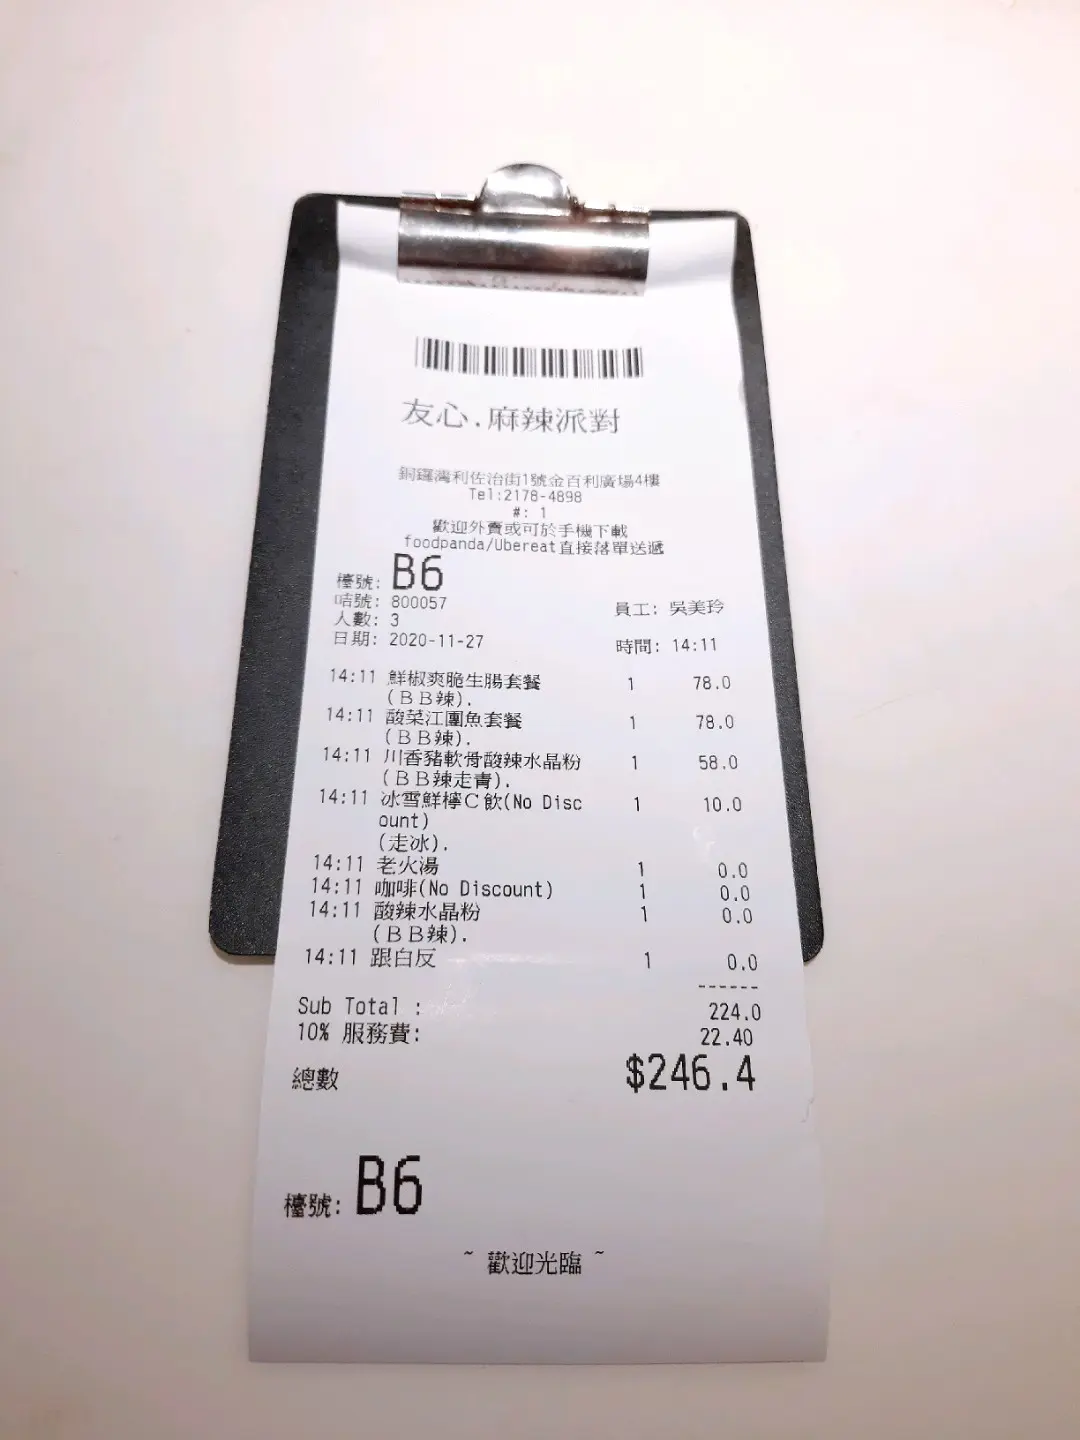 友心.麻辣派對
銅鑼灣利佐治街1號金百利廣場4樓
Tel:2178-4898
#: 1
歡迎外賣或可於手機下載
foodpanda/Ubereat直接落單送遞
檯號: B6
咭號: 800057 員工: 吳美玲
人數: 3
日期: 2020-11-27 時間: 14:11
14:11 鮮椒爽脆生腸套餐 1 78.0
(ＢＢ辣).
14:11 酸菜江團魚套餐 1 78.0
(ＢＢ辣).
14:11 川香豬軟骨酸辣水晶粉 1 58.0
(ＢＢ辣走青).
14:11 冰雪鮮檸Ｃ飲(No Disc 1 10.0
ount)
(走冰).
14:11 老火湯 1 0.0
14:11 咖啡(No Discount) 1 0.0
14:11 酸辣水晶粉 1 0.0
(ＢＢ辣).
14:11 跟白反 1 0.0
------
Sub Total : 224.0
10% 服務費: 22.40
總數 $246.4
檯號: B6
~ 歡迎光臨 ~